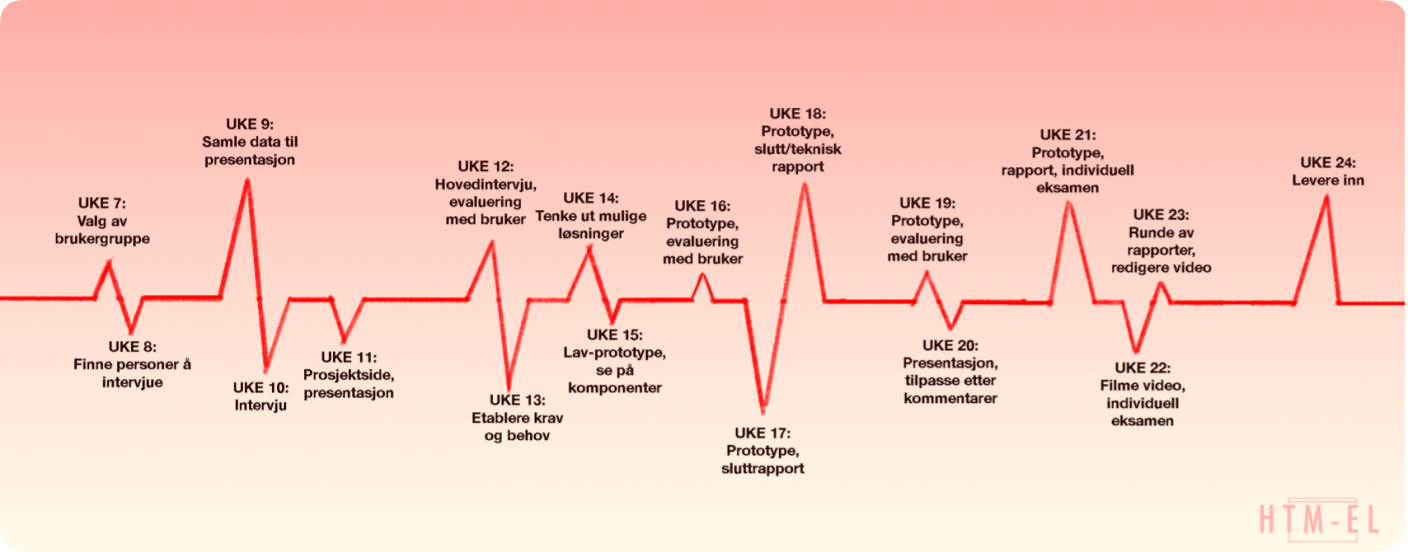 UKE 7:
Valg av
brukergruppe
UKE 8:
Finne personer å
intervjue
UKE 9:
Samle data til
presentasjon
UKE 10:
Intervju
UKE 11:
Prosjektside,
presentasjon
UKE 12:
Hovedintervju,
evaluering
med bruker
UKE 13:
Etablere krav
og behov
UKE 14:
Tenke ut mulige
løsninger
UKE 15:
Lav-prototype,
se på
komponenter
UKE 16:
Prototype,
evaluering
med bruker
UKE 17:
Prototype,
sluttrapport
UKE 18:
Prototype,
slutt/teknisk
rapport
UKE 19:
Prototype,
evaluering
med bruker
UKE 20:
Presentasjon,
tilpasse etter
kommentarer
UKE 21:
Prototype,
rapport, individuell
eksamen
UKE 22:
Filme video,
individuell
eksamen
UKE 23:
Runde av
rapporter,
redigere video
UKE 24:
Levere inn
HTM-EL